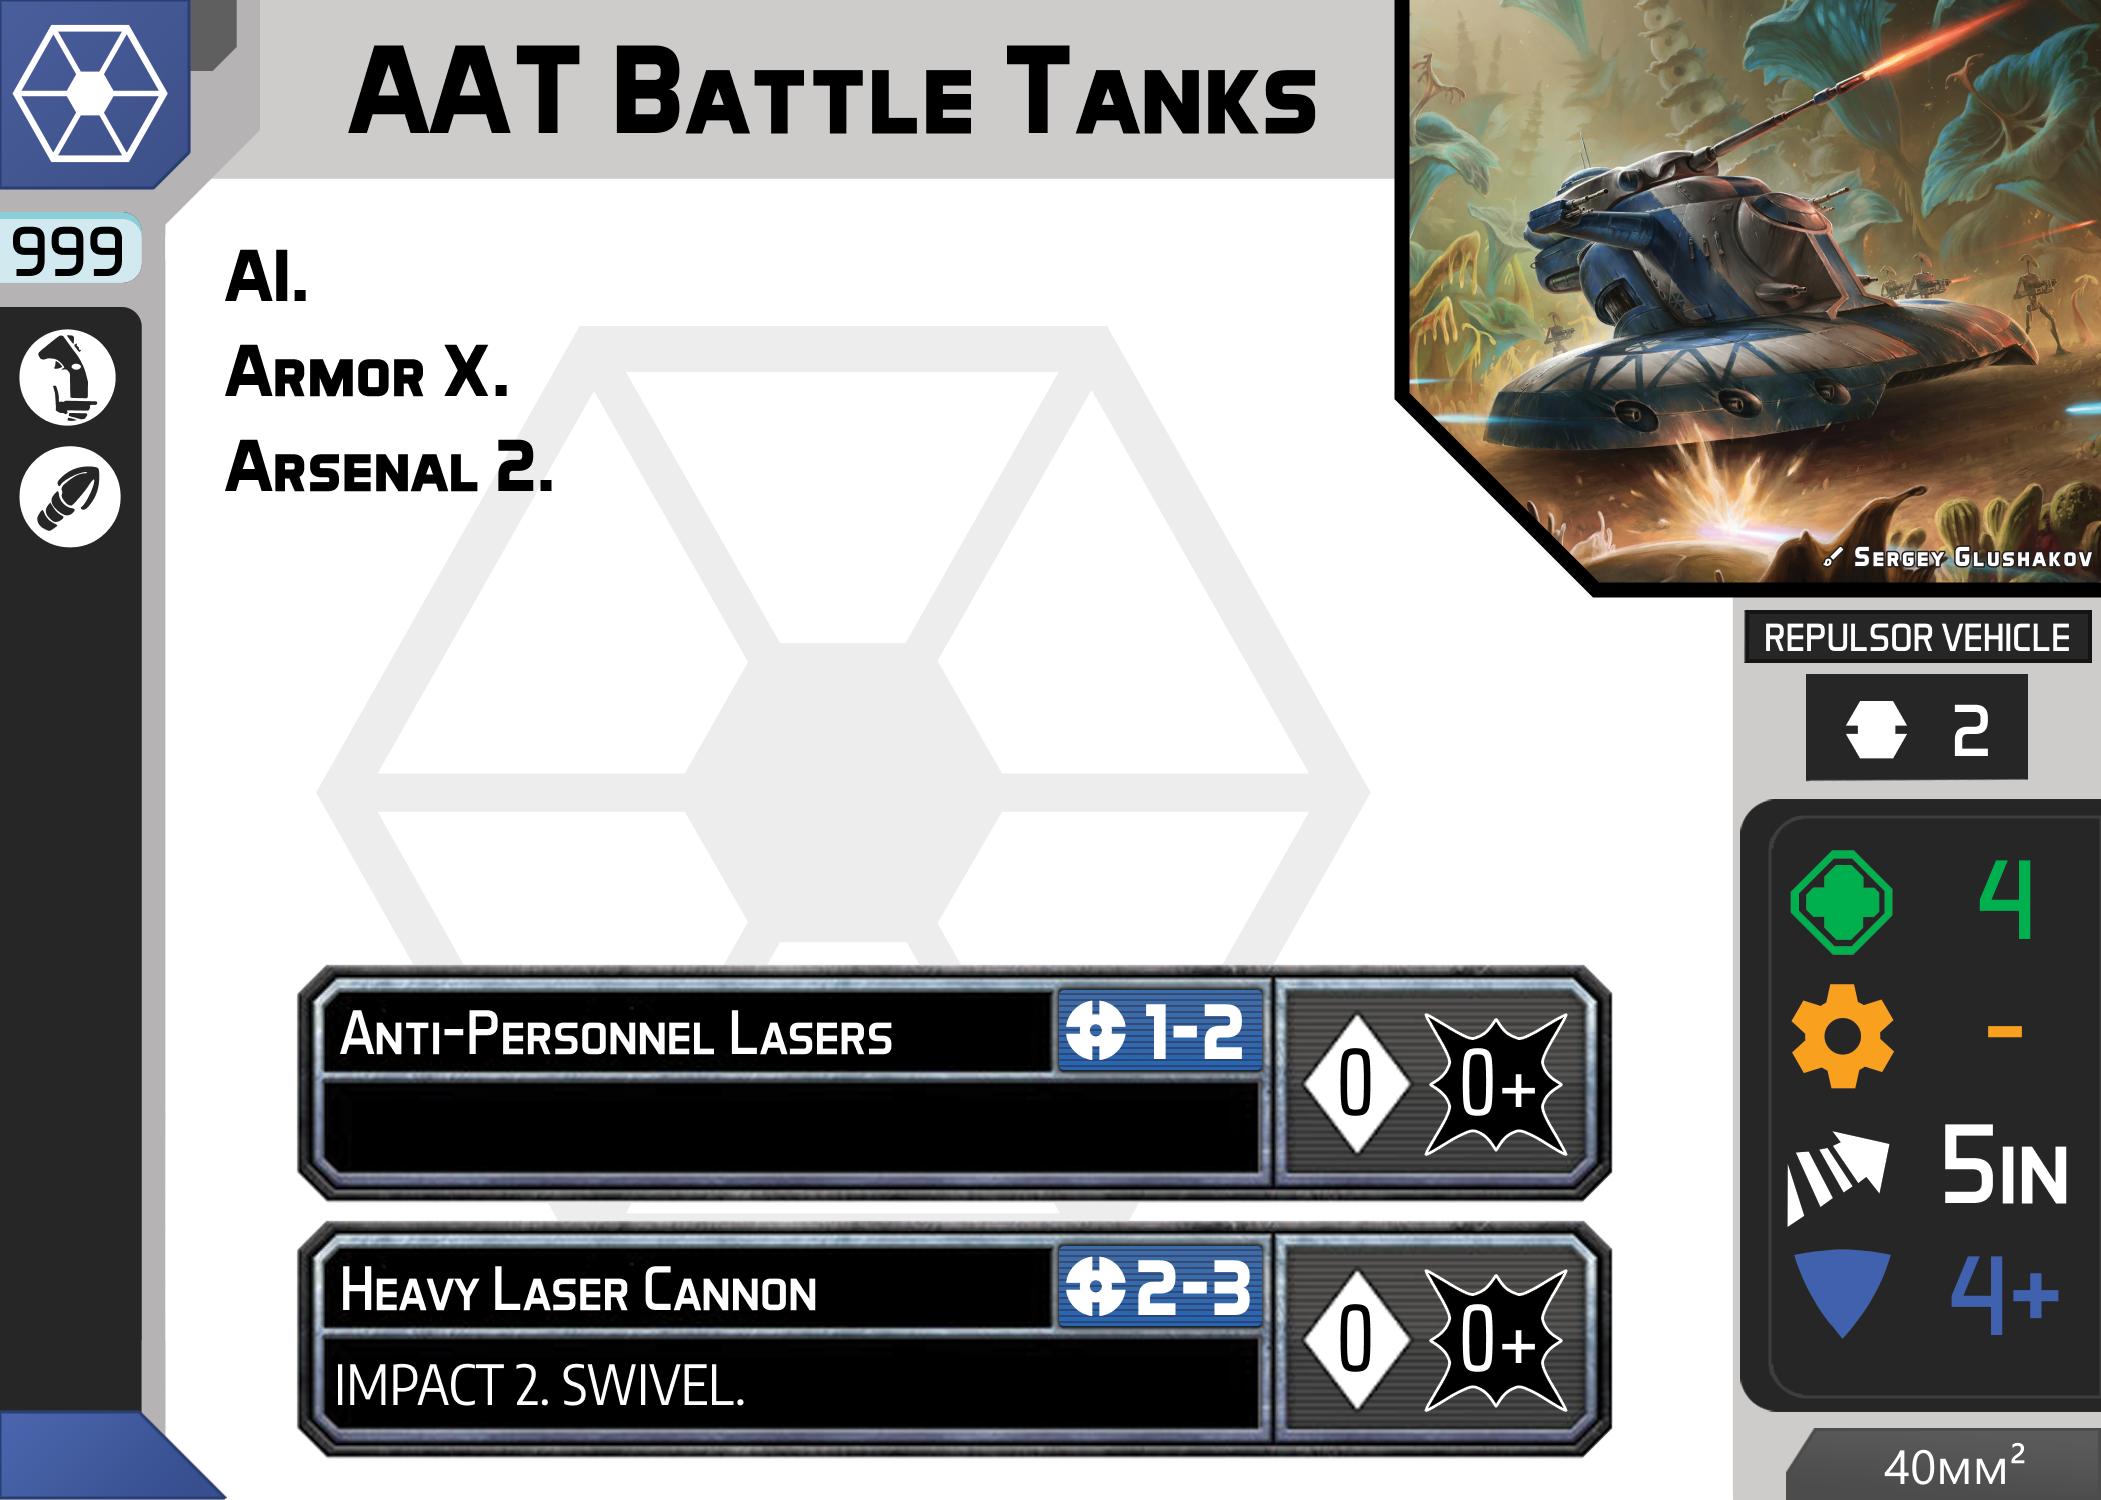 AAT Battle Tanks
999
AI.
Armor X.
Arsenal 2.
Sergey Glushakov
REPULSOR VEHICLE
2
4
-
5in
4+
Anti-Personnel Lasers 1-2 0 0+
Heavy Laser Cannon 2-3 0 0+
IMPACT 2. SWIVEL.
40mm²